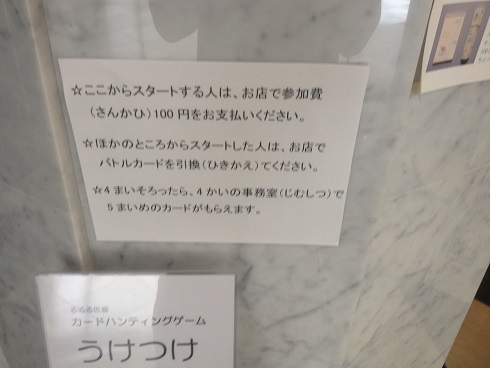 ☆ここからスタートする人は、お店で参加費
(さんかひ)100円をお支払いください。
☆ほかのところからスタートした人は、お店で
バトルカードを引換(ひきかえ)てください。
☆4まいそろったら、4かいの事務室(じむしつ)で
5まいめのカードがもらえます。
カードハンティングゲーム
うけつけ